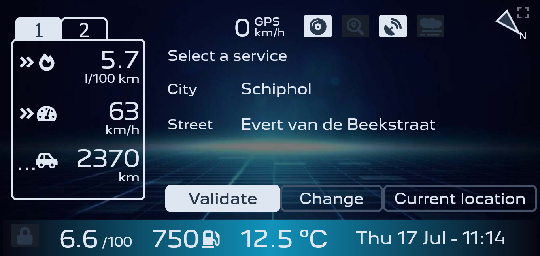 1 2
0 GPS km/h
N
5.7
l/100 km
63
km/h
...2370
km
Select a service
City Schiphol
Street Evert van de Beekstraat
Validate Change Current location
6.6 /100 750 12.5 °C Thu 17 Jul - 11:14